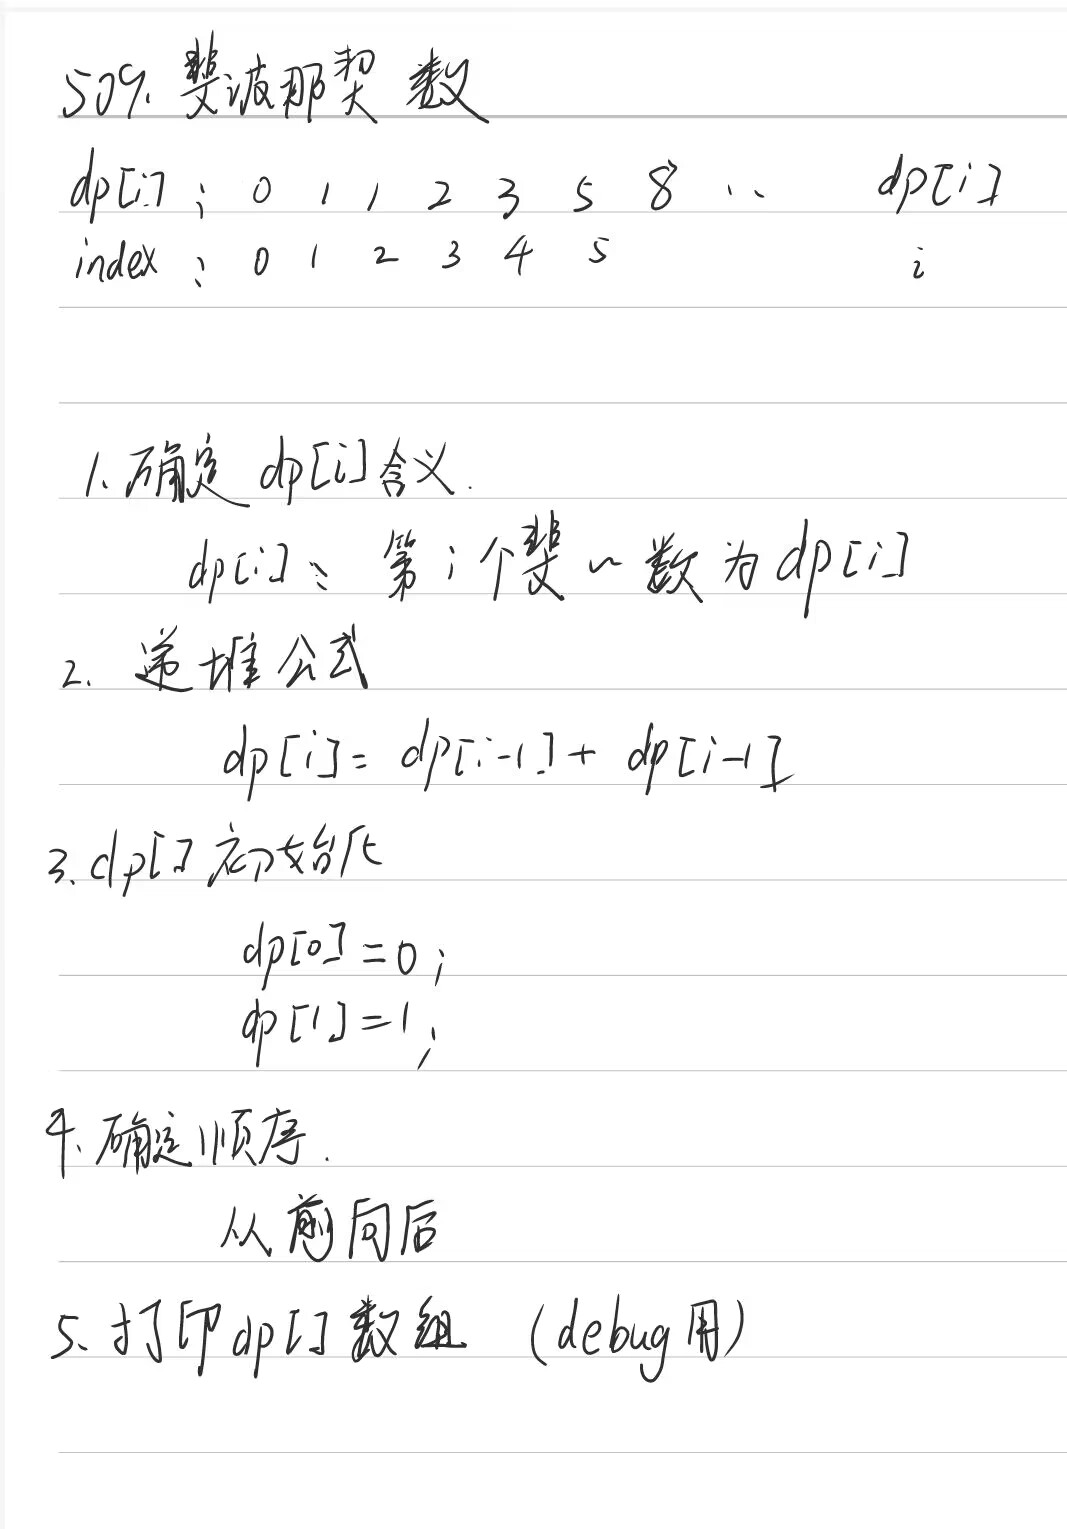 509. 斐波那契数
dp[i]: 0 1 1 2 3 5 8 .. dp[i]
index: 0 1 2 3 4 5 i
1. 确定 dp[i]含义.
dp[i]: 第i个斐~数为dp[i]
2. 递堆公式
dp[i]= dp[i-1]+ dp[i-1]
3. dp[]初始化
dp[0]=0;
dp[1]=1;
4. 确定顺序.
从前向后
5. 打印dp[]数组 (debug用)